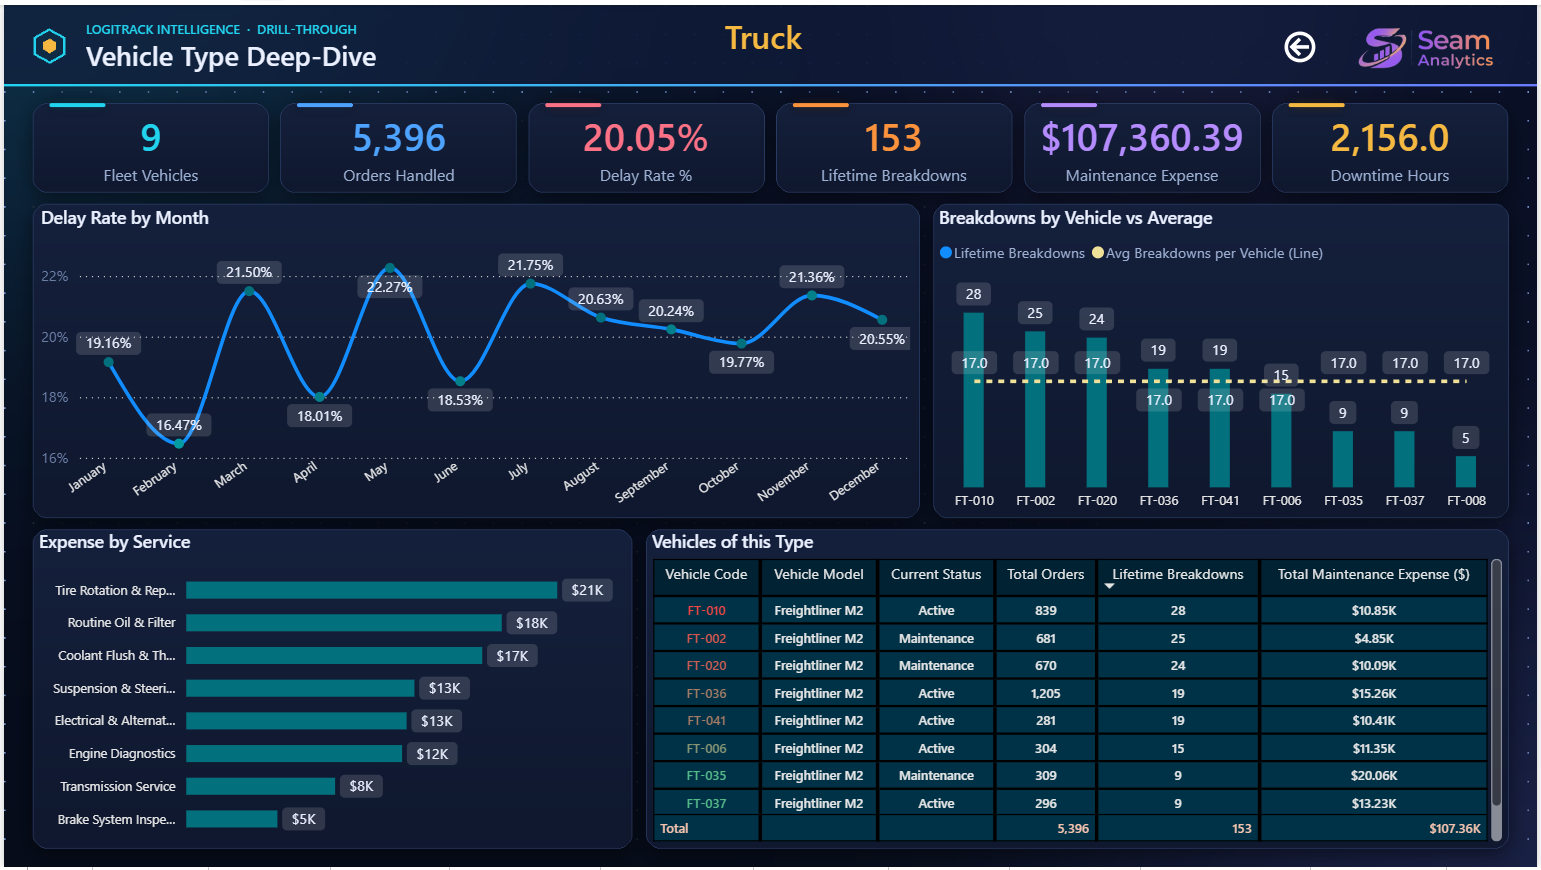 LOGITRACK INTELLIGENCE · DRILL-THROUGH
Vehicle Type Deep-Dive
Truck
Seam
Analytics
9
Fleet Vehicles
5,396
Orders Handled
20.05%
Delay Rate %
153
Lifetime Breakdowns
$107,360.39
Maintenance Expense
2,156.0
Downtime Hours
Delay Rate by Month
22%
20%
18%
16%
19.16%
16.47%
21.50%
18.01%
22.27%
18.53%
21.75%
20.63%
20.24%
19.77%
21.36%
20.55%
January
February
March
April
May
June
July
August
September
October
November
December
Breakdowns by Vehicle vs Average
Lifetime Breakdowns
Avg Breakdowns per Vehicle (Line)
28
25
24
19
19
15
9
9
5
17.0
17.0
17.0
17.0
17.0
17.0
17.0
17.0
17.0
FT-010
FT-002
FT-020
FT-036
FT-041
FT-006
FT-035
FT-037
FT-008
Expense by Service
Tire Rotation & Rep... $21K
Routine Oil & Filter $18K
Coolant Flush & Th... $17K
Suspension & Steeri... $13K
Electrical & Alternat... $13K
Engine Diagnostics $12K
Transmission Service $8K
Brake System Inspe... $5K
Vehicles of this Type
Vehicle Code Vehicle Model Current Status Total Orders Lifetime Breakdowns Total Maintenance Expense ($)
FT-010 Freightliner M2 Active 839 28 $10.85K
FT-002 Freightliner M2 Maintenance 681 25 $4.85K
FT-020 Freightliner M2 Maintenance 670 24 $10.09K
FT-036 Freightliner M2 Active 1,205 19 $15.26K
FT-041 Freightliner M2 Active 281 19 $10.41K
FT-006 Freightliner M2 Active 304 15 $11.35K
FT-035 Freightliner M2 Maintenance 309 9 $20.06K
FT-037 Freightliner M2 Active 296 9 $13.23K
Total 5,396 153 $107.36K